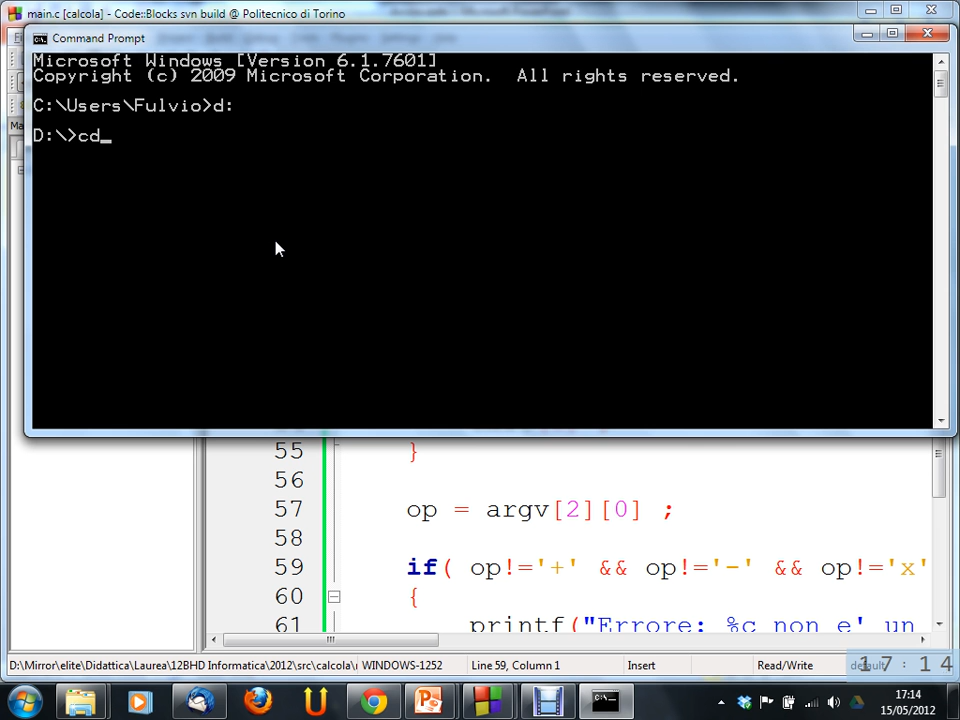 main.c [calcola] - Code::Blocks svn build @ Politecnico di Torino
Command Prompt
Microsoft Windows [Version 6.1.7601]
Copyright (c) 2009 Microsoft Corporation.  All rights reserved.
C:\Users\Fulvio>d:
D:\>cd_
55 }
56
57 op = argv[2][0] ;
58
59 if( op!='+' && op!='-' && op!='x'
60 {
61 printf("Errore: %c non e' un
D:\Mirror\elite\Didattica\Laurea\12BHD Informatica\2012\src\calcola\r WINDOWS-1252 Line 59, Column 1 Insert Read/Write default
17:14
17:14
15/05/2012